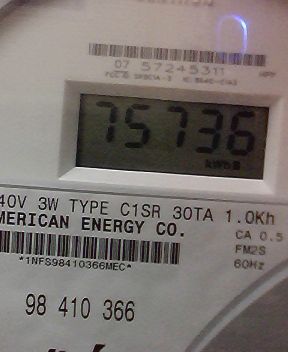 07 57245311
75736
kWh
40V 3W TYPE C1SR 30TA 1.0Kh
MERICAN ENERGY CO.
CA 0.5
FM2S
60Hz
*1NFS98410366MEC*
98 410 366